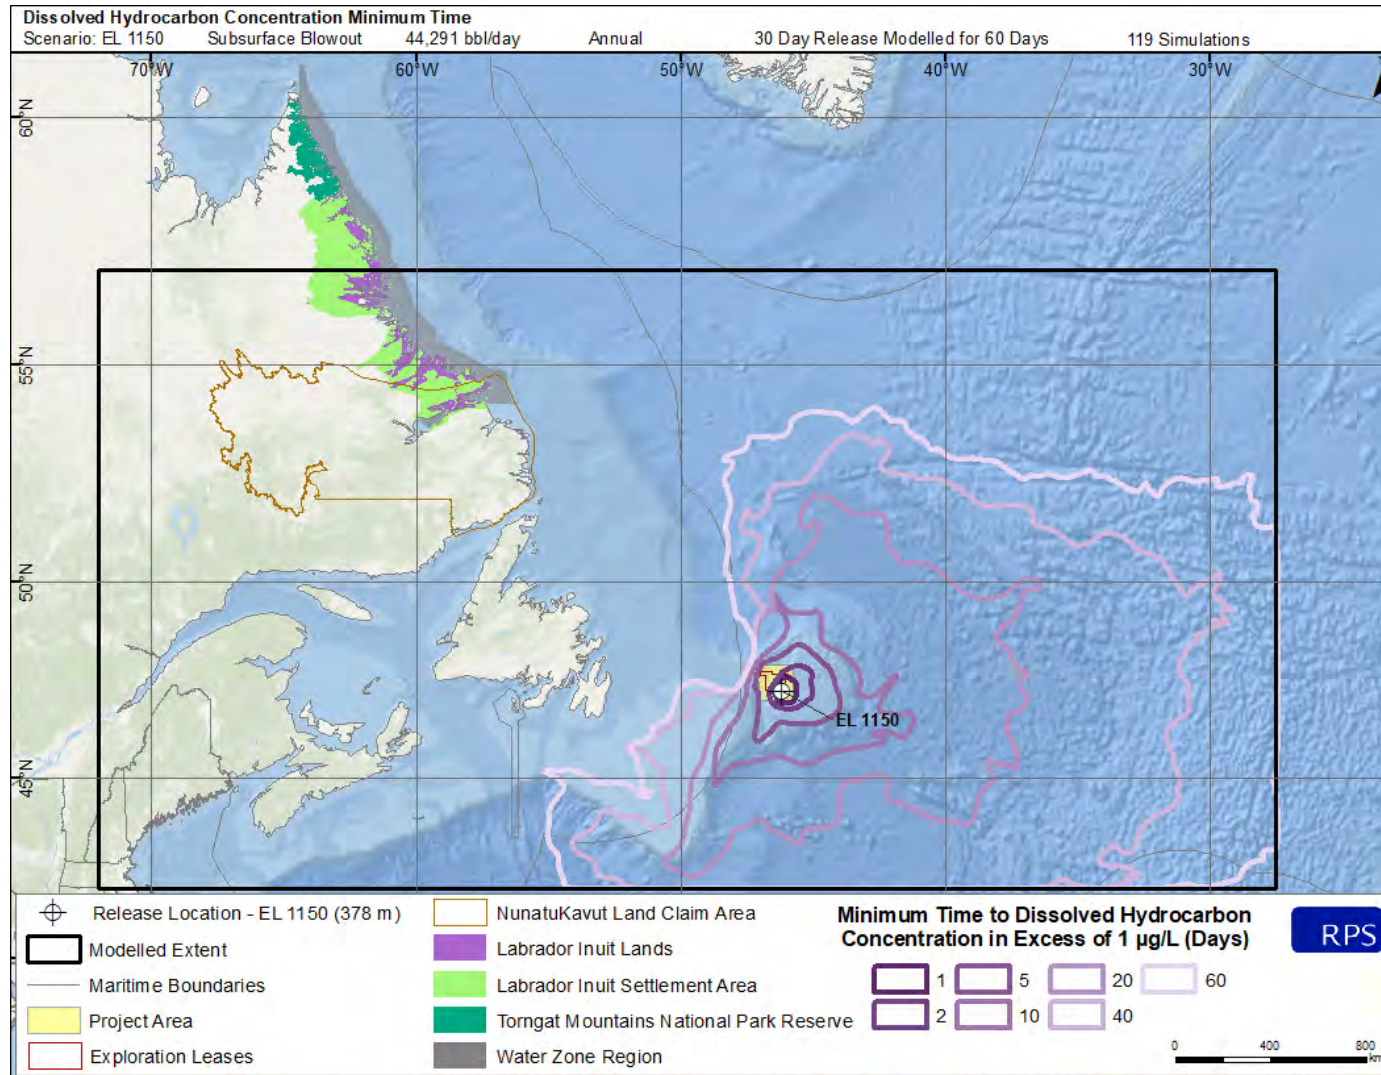 Dissolved Hydrocarbon Concentration Minimum Time
Scenario: EL 1150 Subsurface Blowout 44,291 bbl/day Annual 30 Day Release Modelled for 60 Days 119 Simulations
70°W 60°W 50°W 40°W 30°W
60°N
55°N
50°N
45°N
EL 1150
Release Location - EL 1150 (378 m)
Modelled Extent
Maritime Boundaries
Project Area
Exploration Leases
NunatuKavut Land Claim Area
Labrador Inuit Lands
Labrador Inuit Settlement Area
Torngat Mountains National Park Reserve
Water Zone Region
Minimum Time to Dissolved Hydrocarbon
Concentration in Excess of 1 µg/L (Days)
1 5 20 60
2 10 40
RPS
0 400 800
km